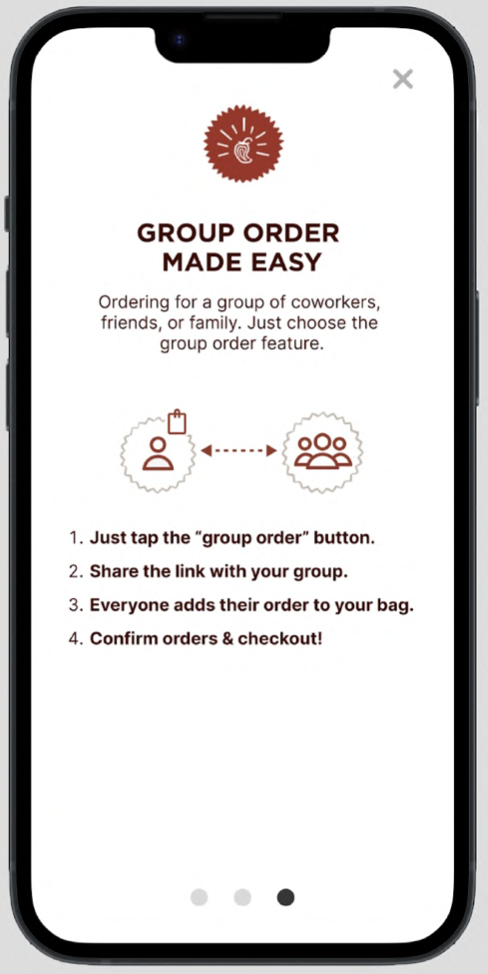 GROUP ORDER
MADE EASY
Ordering for a group of coworkers,
friends, or family. Just choose the
group order feature.
1. Just tap the “group order” button.
2. Share the link with your group.
3. Everyone adds their order to your bag.
4. Confirm orders & checkout!